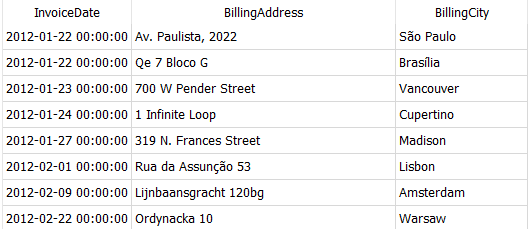 InvoiceDate BillingAddress BillingCity
2012-01-22 00:00:00 Av. Paulista, 2022 São Paulo
2012-01-22 00:00:00 Qe 7 Bloco G Brasília
2012-01-23 00:00:00 700 W Pender Street Vancouver
2012-01-24 00:00:00 1 Infinite Loop Cupertino
2012-01-27 00:00:00 319 N. Frances Street Madison
2012-02-01 00:00:00 Rua da Assunção 53 Lisbon
2012-02-09 00:00:00 Lijnbaansgracht 120bg Amsterdam
2012-02-22 00:00:00 Ordynacka 10 Warsaw